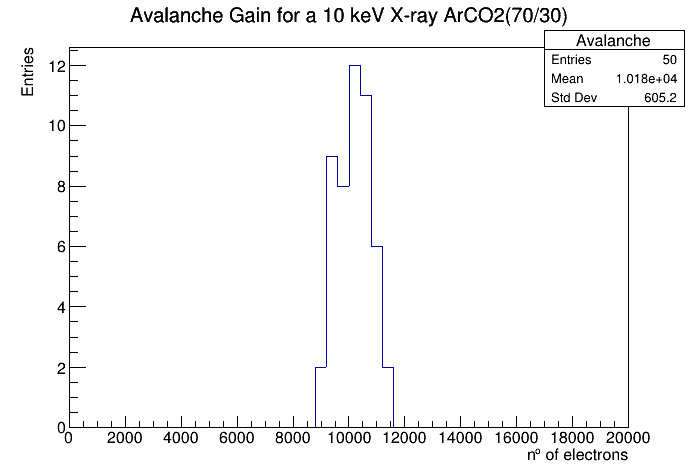 Avalanche Gain for a 10 keV X-ray ArCO2(70/30)
Avalanche
Entries 50
Mean 1.018e+04
Std Dev 605.2
Entries
12
10
8
6
4
2
0
0 2000 4000 6000 8000 10000 12000 14000 16000 18000 20000
nº of electrons